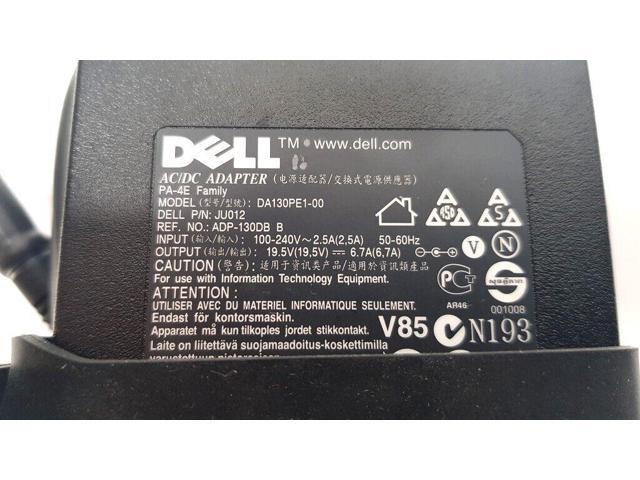 DELL™ www.dell.com
AC/DC ADAPTER (电源适配器/交換式電源供應器)
PA-4E Family
MODEL (型号/型號): DA130PE1-00
DELL P/N: JU012
REF. NO.: ADP-130DB B
INPUT (输入/輸入): 100-240V~ 2.5A(2,5A) 50-60Hz
OUTPUT (输出/輸出): 19.5V(19,5V)⎓ 6.7A(6,7A)
CAUTION (警告): 适用于资讯类产品/適用於資訊類產品
For use with Information Technology Equipment.
ATTENTION :
UTILISER AVEC DU MATERIEL INFORMATIQUE SEULEMENT.
Endast för kontorsmaskin.
Apparatet må kun tilkoples jordet stikkontakt.
Laite on liitettävä suojamaadoitus-koskettimilla
varustettuun pistorasiaan
V
N
AR46
001008
V85
N193